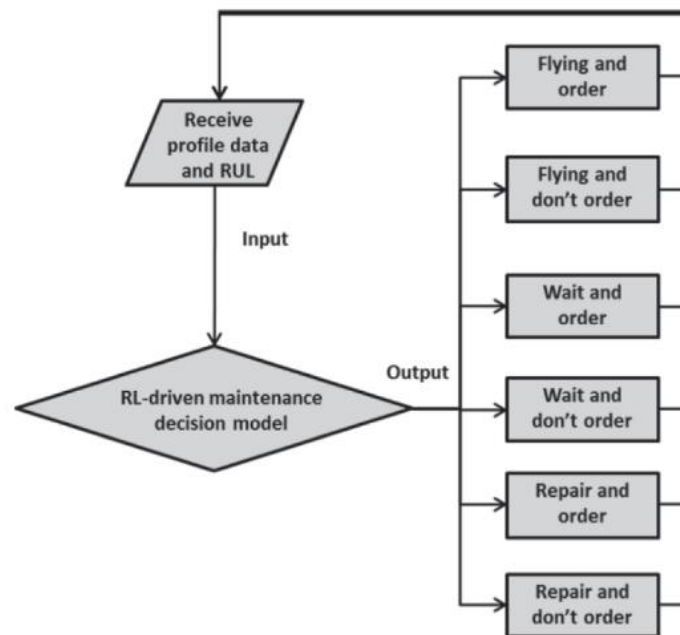 Receive
profile data
and RUL
Input
RL-driven maintenance
decision model
Output
Flying and
order
Flying and
don't order
Wait and
order
Wait and
don't order
Repair and
order
Repair and
don't order